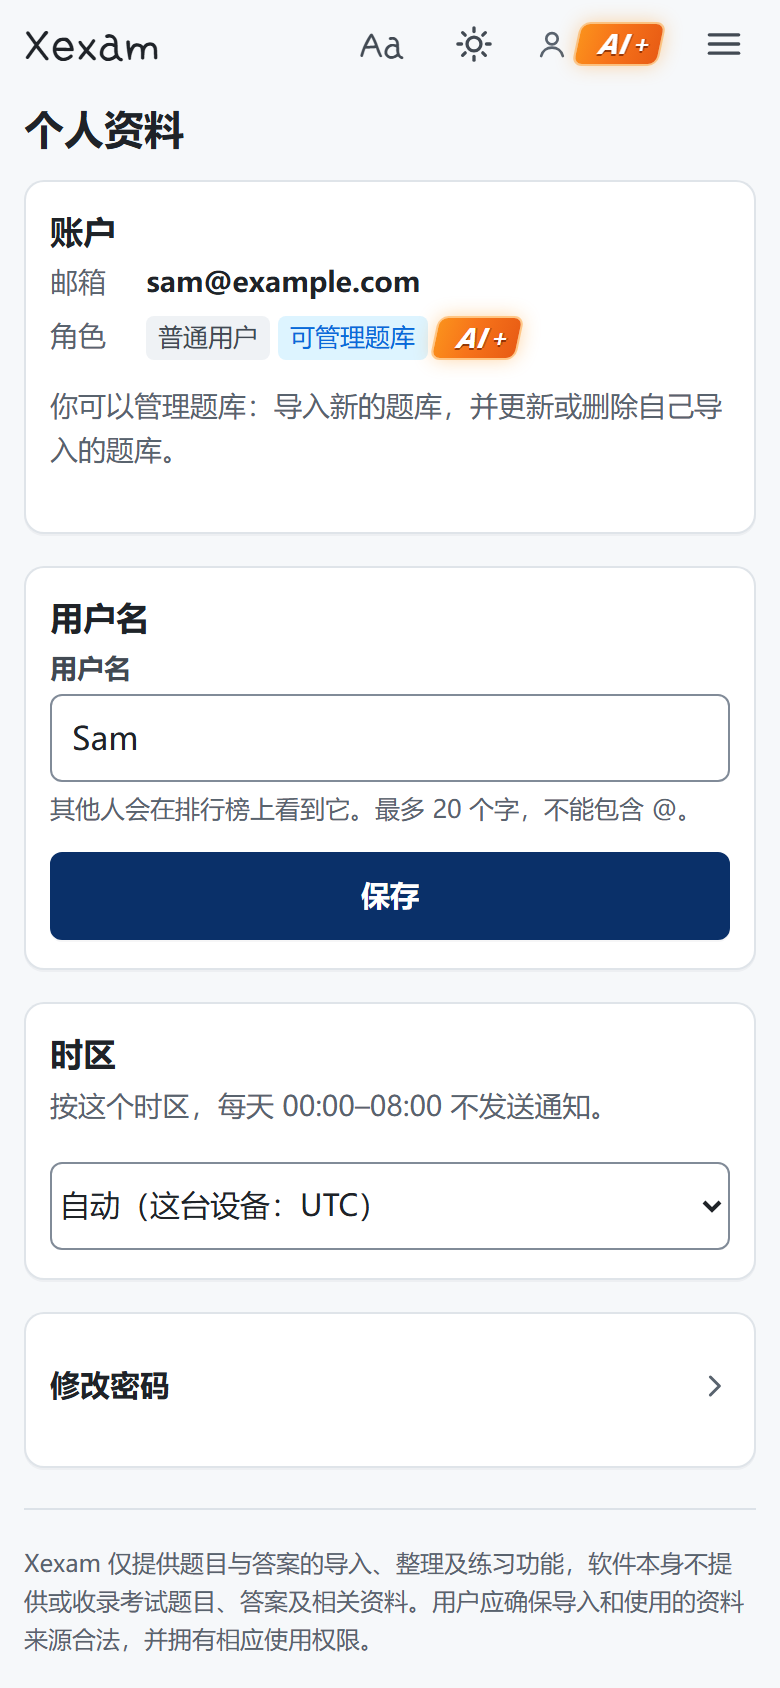 Xexam Aa AI+
个人资料
账户
邮箱 sam@example.com
角色 普通用户 可管理题库 AI+
你可以管理题库：导入新的题库，并更新或删除自己导
入的题库。
用户名
用户名
Sam
其他人会在排行榜上看到它。最多 20 个字，不能包含 @。
保存
时区
按这个时区，每天 00:00–08:00 不发送通知。
自动（这台设备：UTC）
修改密码
Xexam 仅提供题目与答案的导入、整理及练习功能，软件本身不提
供或收录考试题目、答案及相关资料。用户应确保导入和使用的资料
来源合法，并拥有相应使用权限。